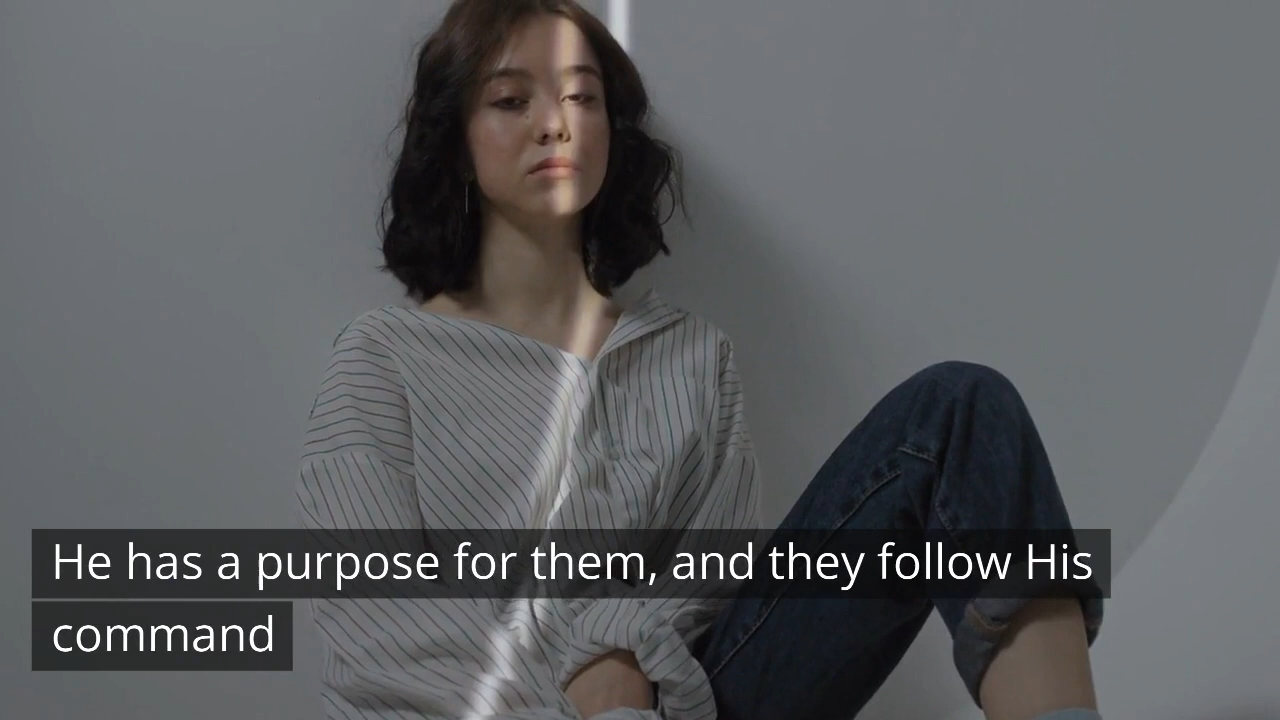 He has a purpose for them, and they follow His
command